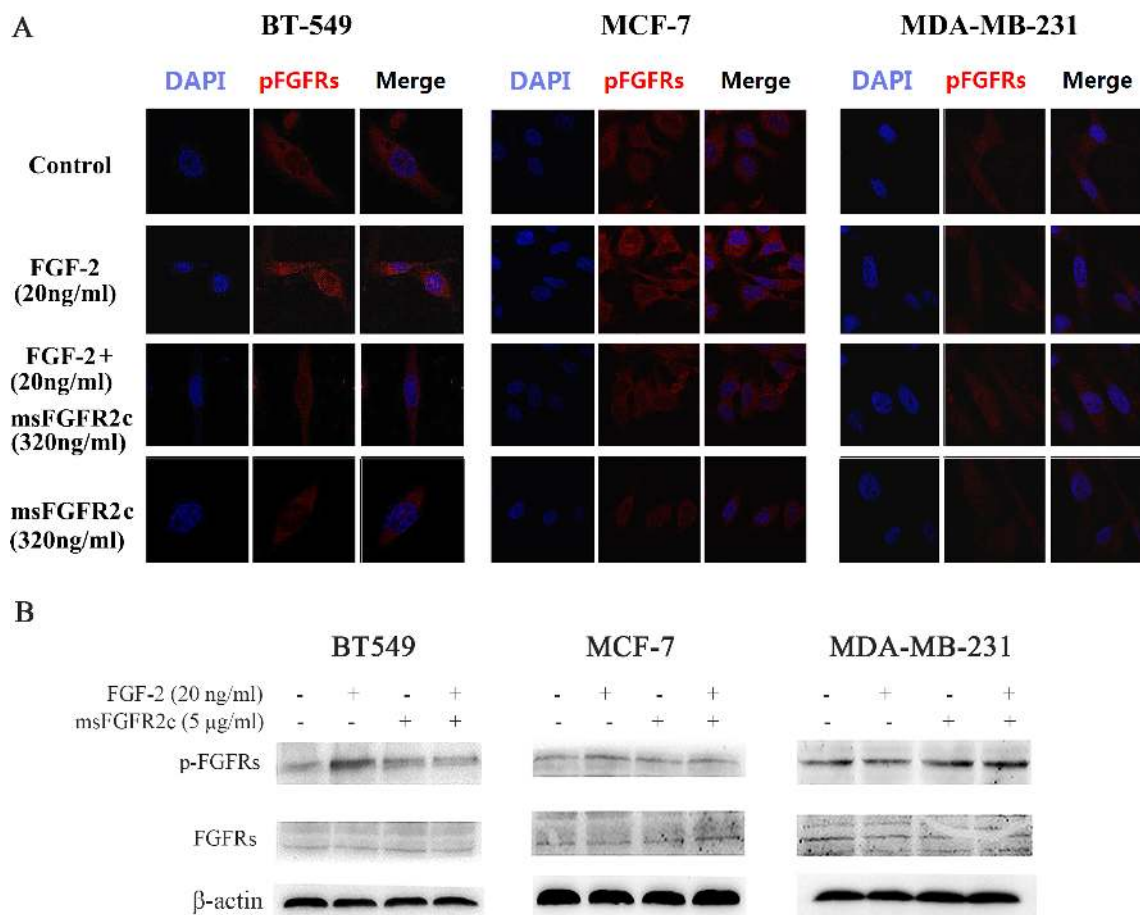 A
BT-549 MCF-7 MDA-MB-231
DAPI pFGFRs Merge DAPI pFGFRs Merge DAPI pFGFRs Merge
Control
FGF-2
(20ng/ml)
FGF-2+
(20ng/ml)
msFGFR2c
(320ng/ml)
msFGFR2c
(320ng/ml)
B
BT549 MCF-7 MDA-MB-231
FGF-2 (20 ng/ml) - + - + - + - + - + - +
msFGFR2c (5 μg/ml) - - + + - - + + - - + +
p-FGFRs
FGFRs
β-actin